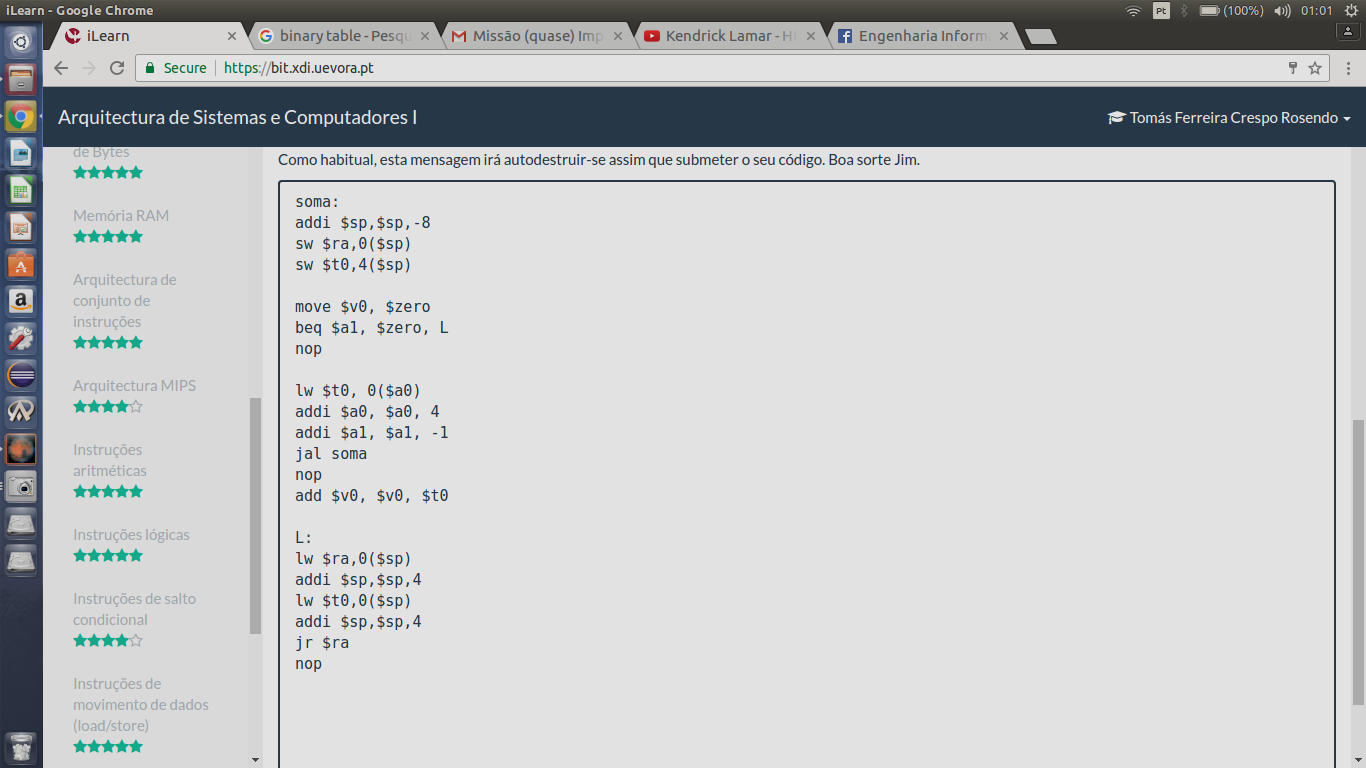 iLearn - Google Chrome
Pt
(100%)
01:01
iLearn
binary table - Pesqu
Missão (quase) Imp
Kendrick Lamar - H
Engenharia Inform
Secure
https://bit.xdi.uevora.pt
Arquitectura de Sistemas e Computadores I
Tomás Ferreira Crespo Rosendo
de Bytes
Memória RAM
Arquitectura de
conjunto de
instruções
Arquitectura MIPS
Instruções
aritméticas
Instruções lógicas
Instruções de salto
condicional
Instruções de
movimento de dados
(load/store)
Como habitual, esta mensagem irá autodestruir-se assim que submeter o seu código. Boa sorte Jim.
soma:
addi $sp,$sp,-8
sw $ra,0($sp)
sw $t0,4($sp)
move $v0, $zero
beq $a1, $zero, L
nop
lw $t0, 0($a0)
addi $a0, $a0, 4
addi $a1, $a1, -1
jal soma
nop
add $v0, $v0, $t0
L:
lw $ra,0($sp)
addi $sp,$sp,4
lw $t0,0($sp)
addi $sp,$sp,4
jr $ra
nop